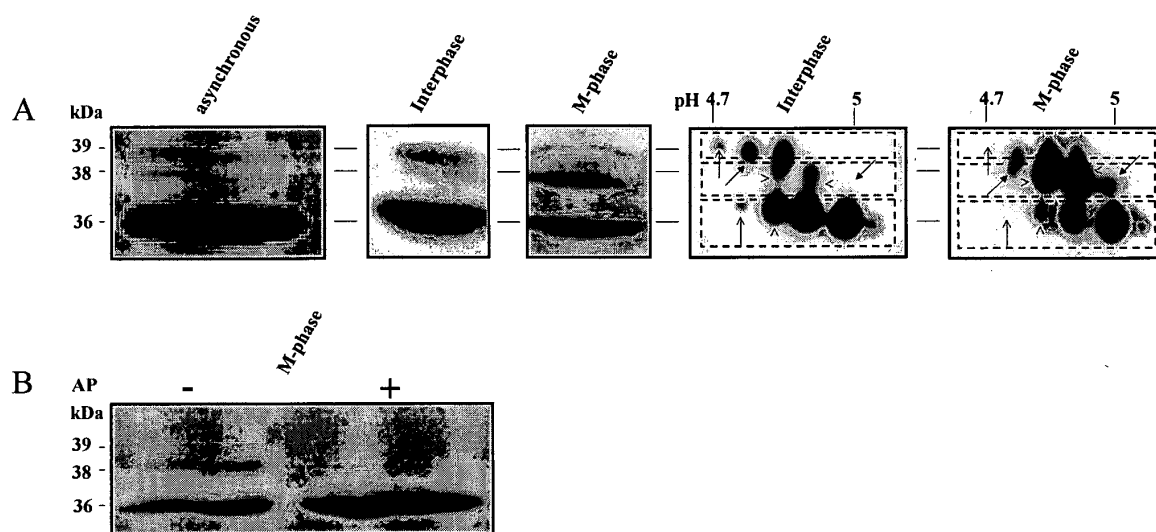 asynchronous
Interphase
M-phase
Interphase
M-phase
A
kDa
pH 4.7
5
4.7
5
39
38
36
M-phase
B
AP - +
kDa
39
38
36